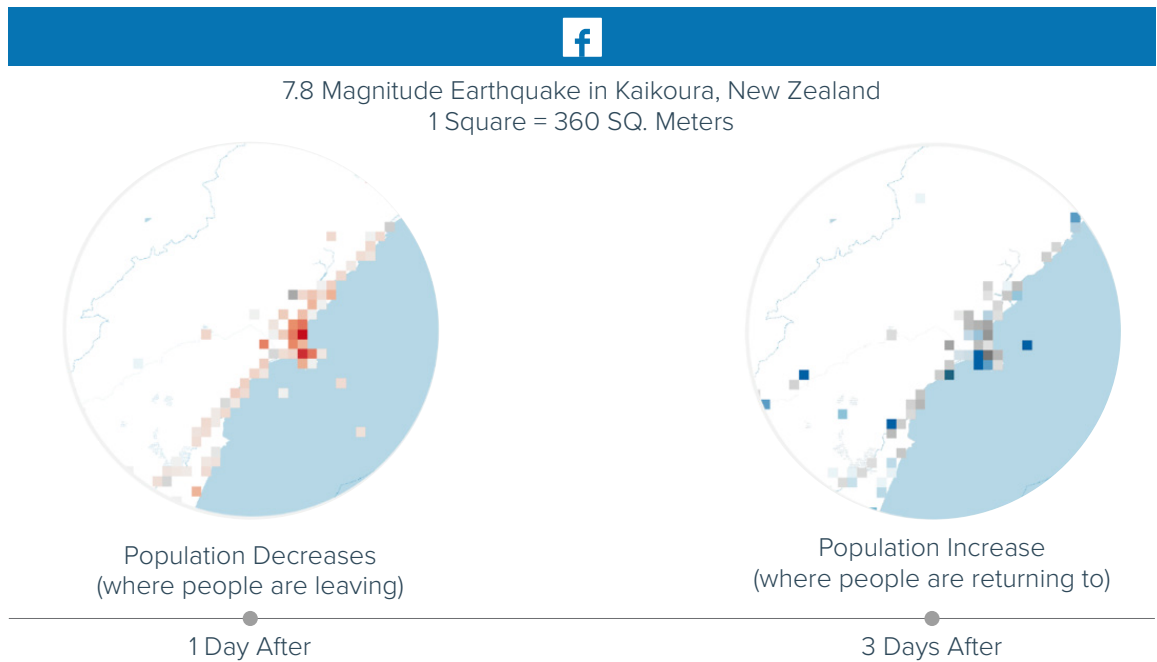 f
7.8 Magnitude Earthquake in Kaikoura, New Zealand
1 Square = 360 SQ. Meters
Population Decreases
(where people are leaving)
Population Increase
(where people are returning to)
1 Day After
3 Days After